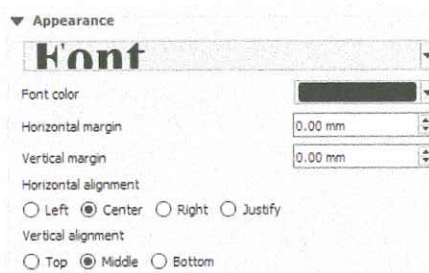 Appearance
Font
Font color
Horizontal margin 0.00 mm
Vertical margin 0.00 mm
Horizontal alignment
Left Center Right Justify
Vertical alignment
Top Middle Bottom